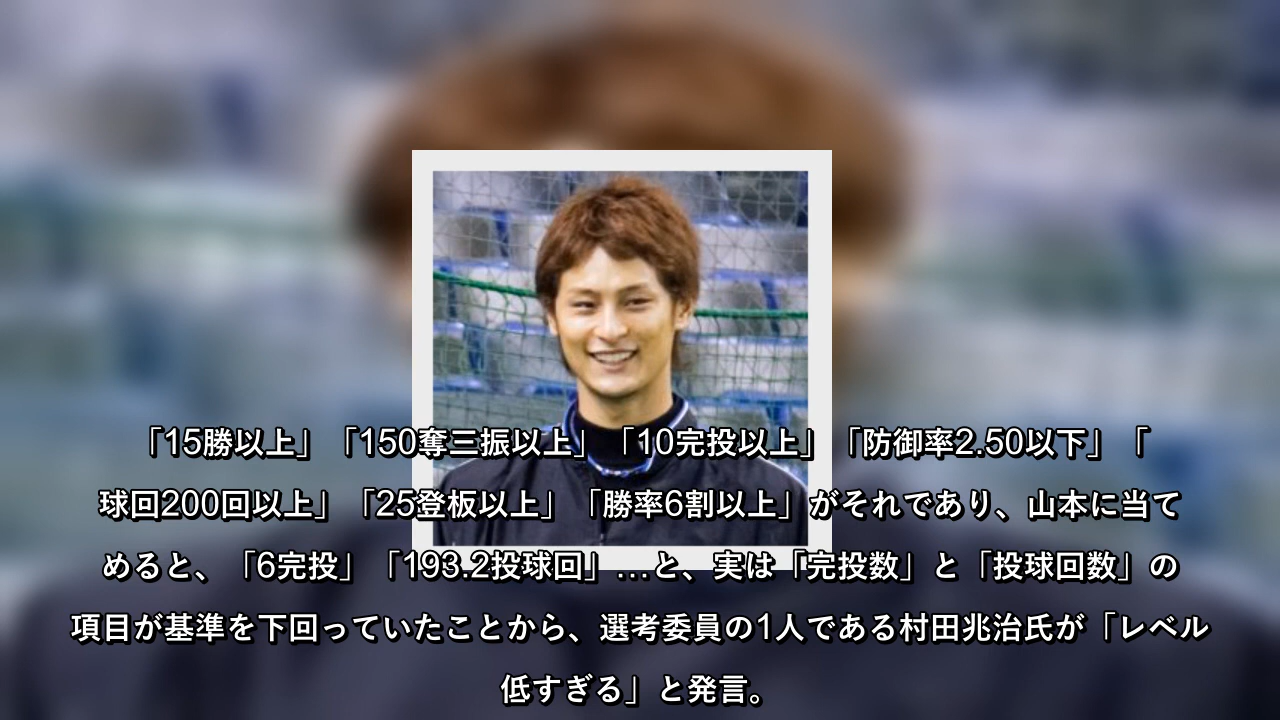 「15勝以上」「150奪三振以上」「10完投以上」「防御率2.50以下」「
球回200回以上」「25登板以上」「勝率6割以上」がそれであり、山本に当て
めると、「6完投」「193.2投球回」…と、実は「完投数」と「投球回数」の
項目が基準を下回っていたことから、選考委員の1人である村田兆治氏が「レベル
低すぎる」と発言。